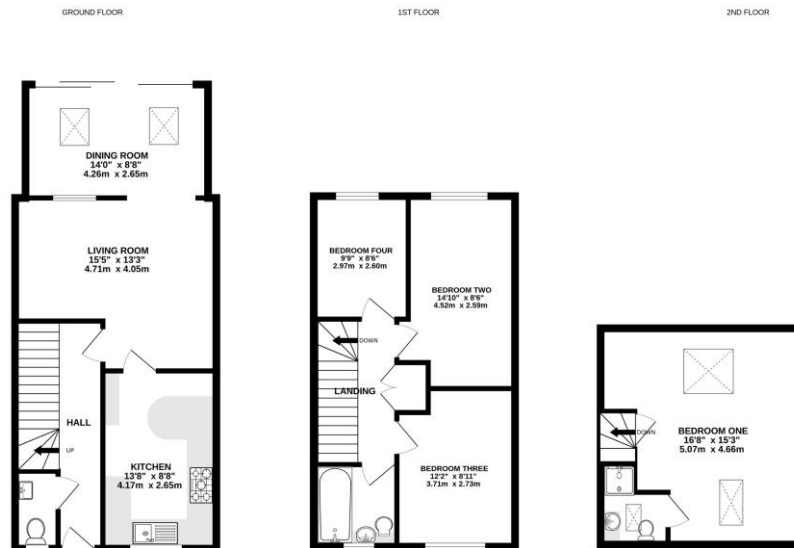 GROUND FLOOR
1ST FLOOR
2ND FLOOR
DINING ROOM
14'0" x 8'8"
4.26m x 2.65m
LIVING ROOM
15'5" x 13'3"
4.71m x 4.05m
HALL
UP
KITCHEN
13'8" x 8'8"
4.17m x 2.65m
BEDROOM FOUR
9'9" x 8'6"
2.97m x 2.60m
BEDROOM TWO
14'10" x 8'6"
4.52m x 2.59m
DOWN
LANDING
BEDROOM THREE
12'2" x 8'11"
3.71m x 2.73m
DOWN
BEDROOM ONE
16'8" x 15'3"
5.07m x 4.66m